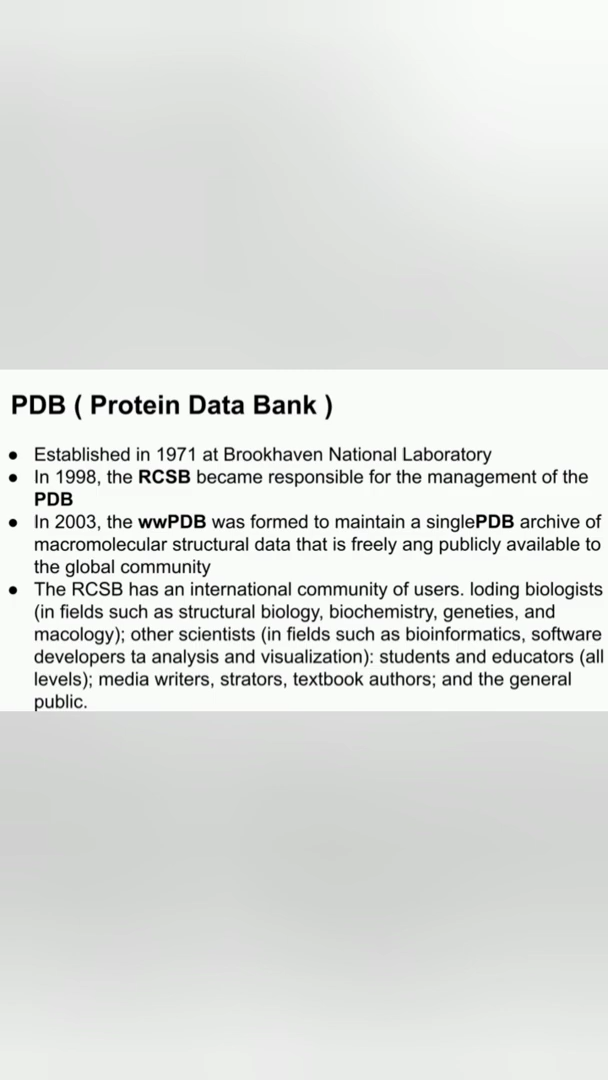 PDB ( Protein Data Bank )
● Established in 1971 at Brookhaven National Laboratory
● In 1998, the RCSB became responsible for the management of the
PDB
● In 2003, the wwPDB was formed to maintain a singlePDB archive of
macromolecular structural data that is freely ang publicly available to
the global community
● The RCSB has an international community of users. loding biologists
(in fields such as structural biology, biochemistry, geneties, and
macology); other scientists (in fields such as bioinformatics, software
developers ta analysis and visualization): students and educators (all
levels); media writers, strators, textbook authors; and the general
public.